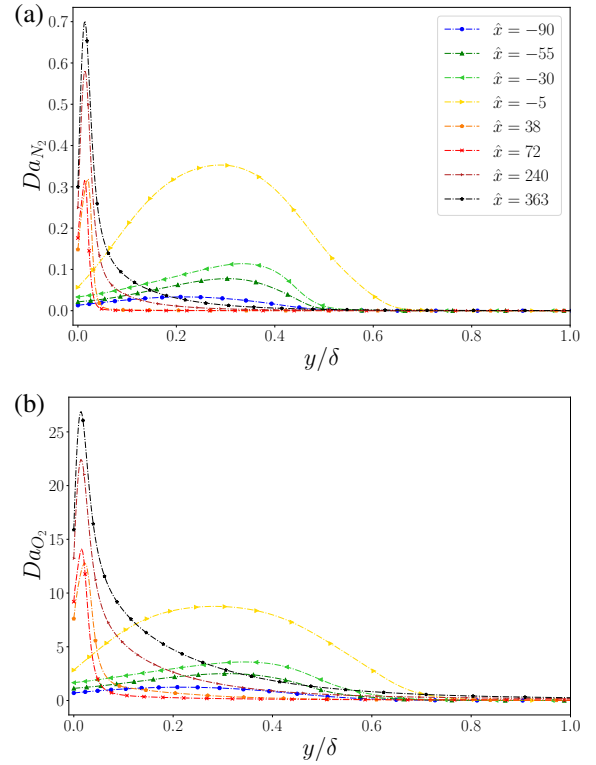 (a)
0.7
0.6
0.5
0.4
0.3
0.2
0.1
0.0
Da_{N_2}
x̂ = −90
x̂ = −55
x̂ = −30
x̂ = −5
x̂ = 38
x̂ = 72
x̂ = 240
x̂ = 363
0.0 0.2 0.4 0.6 0.8 1.0
y/δ
(b)
25
20
15
10
5
0
Da_{O_2}
0.0 0.2 0.4 0.6 0.8 1.0
y/δ